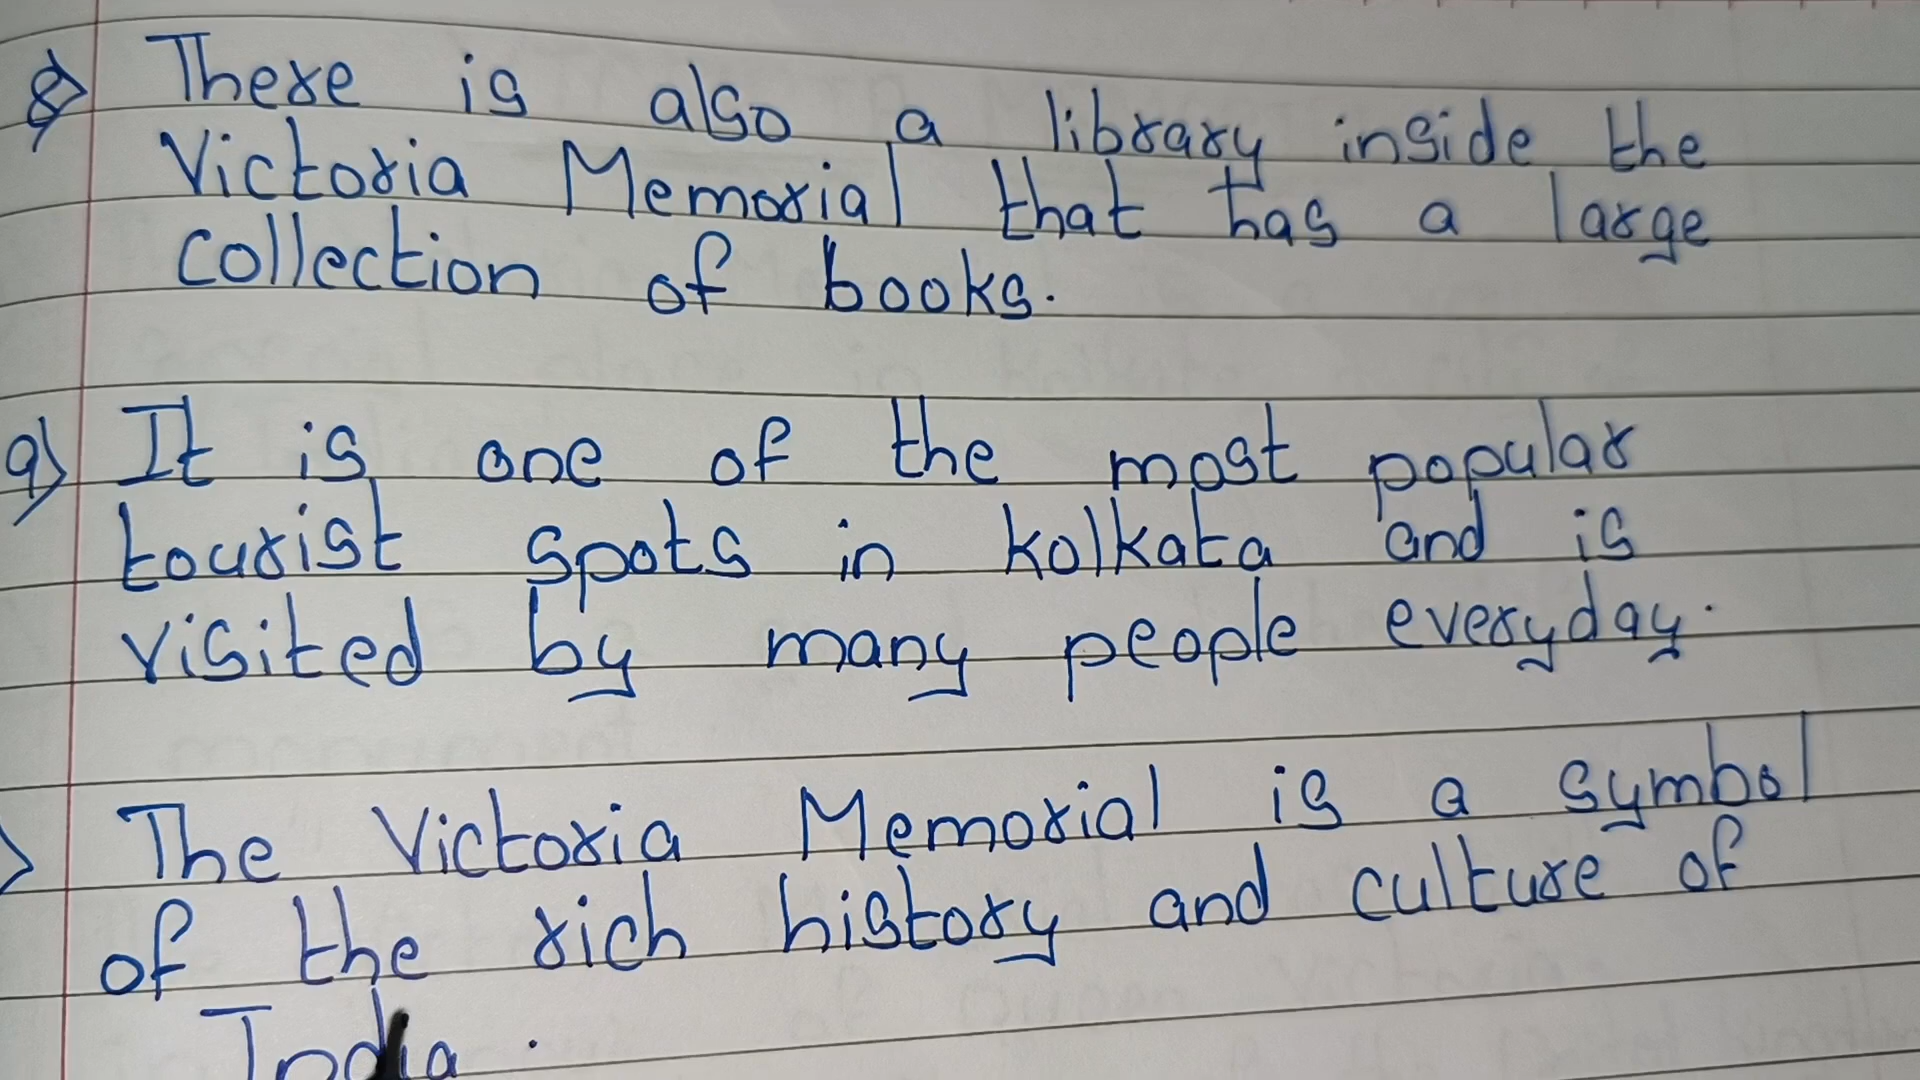 8) There is also a library inside the
Victoria Memorial that has a large
collection of books.
9) It is one of the most popular
tourist spots in kolkata and is
visited by many people everyday.
) The Victoria Memorial is a symbol
of the rich history and culture of
India.